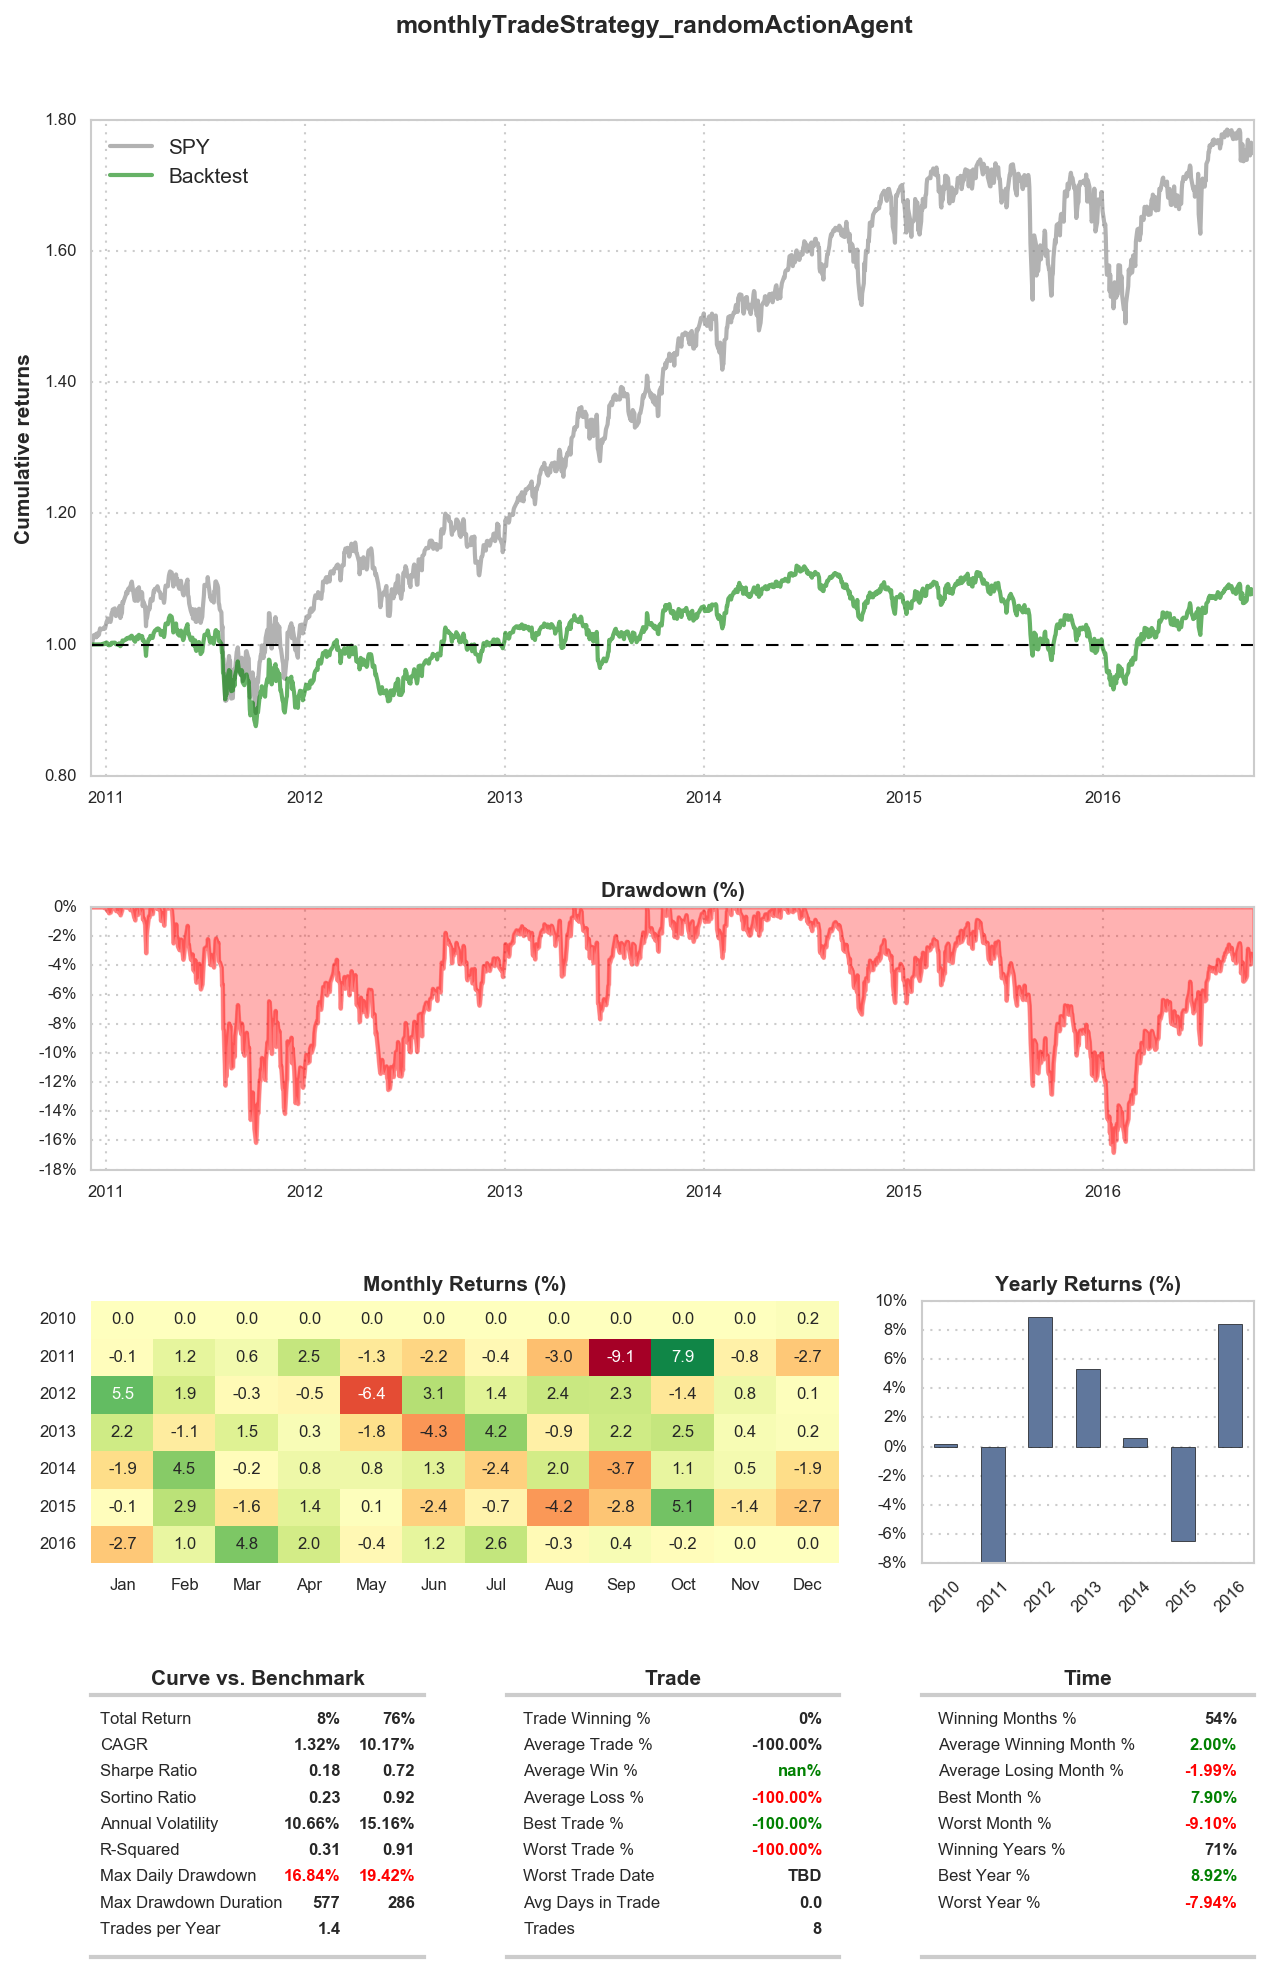 monthlyTradeStrategy_randomActionAgent
1.80
SPY
Backtest
1.60
1.40
Cumulative returns
1.20
1.00
0.80
2011 2012 2013 2014 2015 2016
Drawdown (%)
0%
-2%
-4%
-6%
-8%
-10%
-12%
-14%
-16%
-18%
2011 2012 2013 2014 2015 2016
Monthly Returns (%)
2010 0.0 0.0 0.0 0.0 0.0 0.0 0.0 0.0 0.0 0.0 0.0 0.2
2011 -0.1 1.2 0.6 2.5 -1.3 -2.2 -0.4 -3.0 -9.1 7.9 -0.8 -2.7
2012 5.5 1.9 -0.3 -0.5 -6.4 3.1 1.4 2.4 2.3 -1.4 0.8 0.1
2013 2.2 -1.1 1.5 0.3 -1.8 -4.3 4.2 -0.9 2.2 2.5 0.4 0.2
2014 -1.9 4.5 -0.2 0.8 0.8 1.3 -2.4 2.0 -3.7 1.1 0.5 -1.9
2015 -0.1 2.9 -1.6 1.4 0.1 -2.4 -0.7 -4.2 -2.8 5.1 -1.4 -2.7
2016 -2.7 1.0 4.8 2.0 -0.4 1.2 2.6 -0.3 0.4 -0.2 0.0 0.0
Jan Feb Mar Apr May Jun Jul Aug Sep Oct Nov Dec
Yearly Returns (%)
10%
8%
6%
4%
2%
0%
-2%
-4%
-6%
-8%
2010 2011 2012 2013 2014 2015 2016
Curve vs. Benchmark
Total Return 8% 76%
CAGR 1.32% 10.17%
Sharpe Ratio 0.18 0.72
Sortino Ratio 0.23 0.92
Annual Volatility 10.66% 15.16%
R-Squared 0.31 0.91
Max Daily Drawdown 16.84% 19.42%
Max Drawdown Duration 577 286
Trades per Year 1.4
Trade
Trade Winning % 0%
Average Trade % -100.00%
Average Win % nan%
Average Loss % -100.00%
Best Trade % -100.00%
Worst Trade % -100.00%
Worst Trade Date TBD
Avg Days in Trade 0.0
Trades 8
Time
Winning Months % 54%
Average Winning Month % 2.00%
Average Losing Month % -1.99%
Best Month % 7.90%
Worst Month % -9.10%
Winning Years % 71%
Best Year % 8.92%
Worst Year % -7.94%